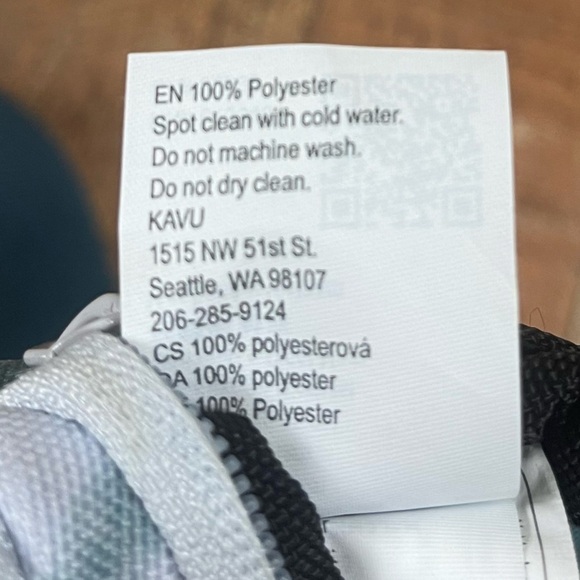 EN 100% Polyester
Spot clean with cold water.
Do not machine wash.
Do not dry clean.
KAVU
1515 NW 51st St.
Seattle, WA 98107
206-285-9124
CS 100% polyesterová
DA 100% polyester
100% Polyester